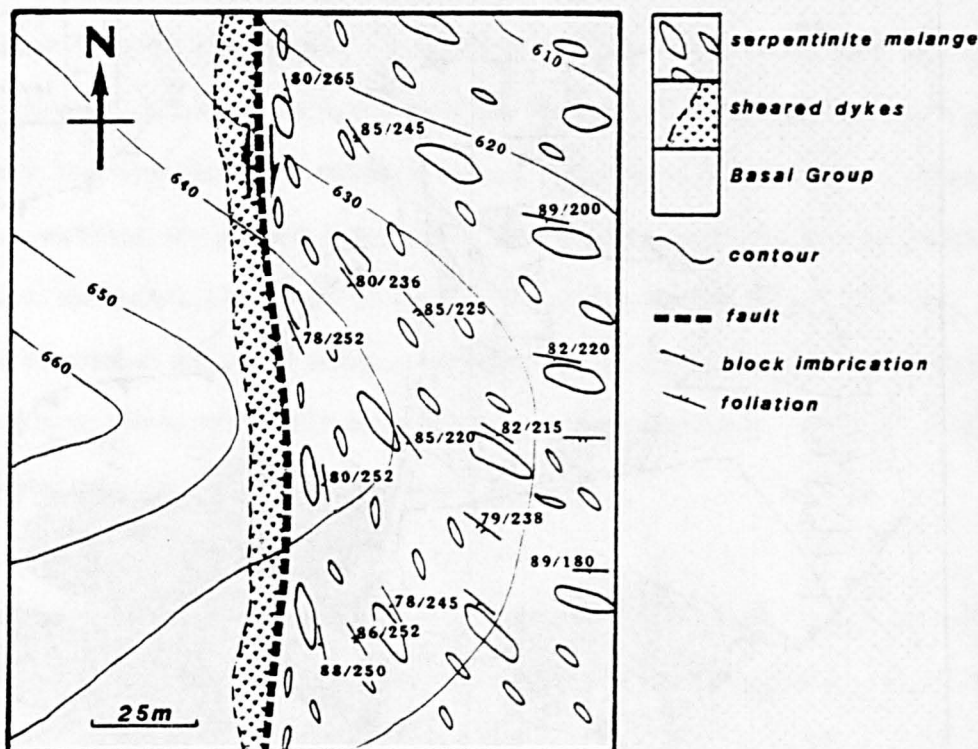 N
610
80/265
85/245
620
640
630
89/200
80/236
650
85/225
78/252
660
82/220
82/215
85/220
80/252
79/238
89/180
78/245
86/252
88/250
25m
serpentinite melange
sheared dykes
Basal Group
contour
fault
block imbrication
foliation